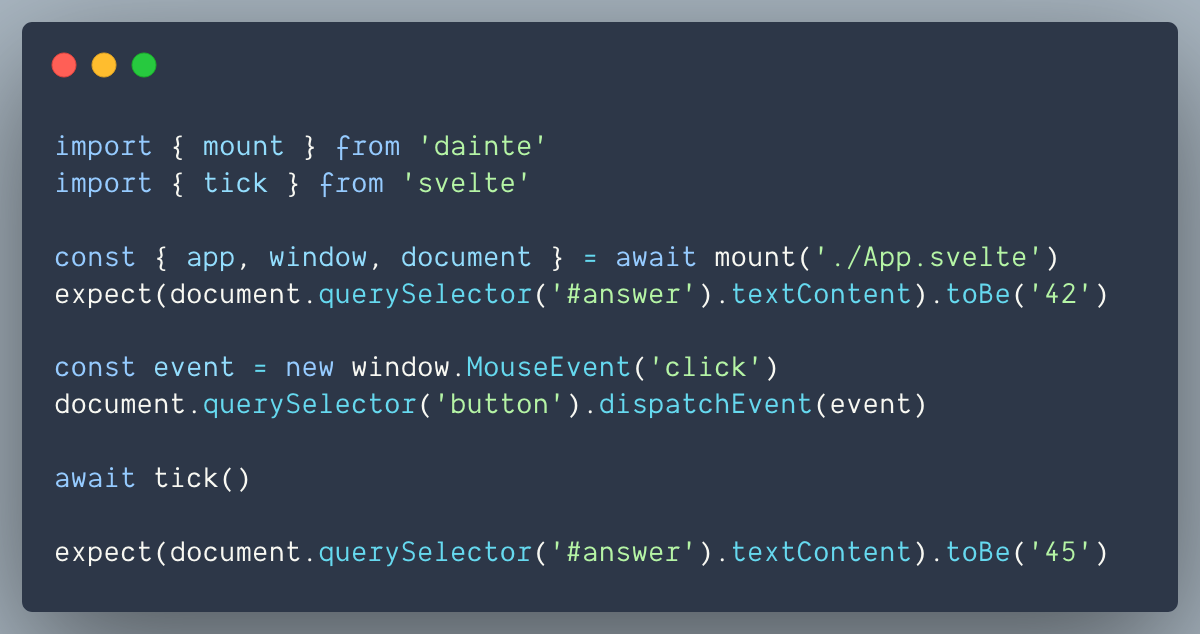 import { mount } from 'dainte'
import { tick } from 'svelte'
const { app, window, document } = await mount('./App.svelte')
expect(document.querySelector('#answer').textContent).toBe('42')
const event = new window.MouseEvent('click')
document.querySelector('button').dispatchEvent(event)
await tick()
expect(document.querySelector('#answer').textContent).toBe('45')